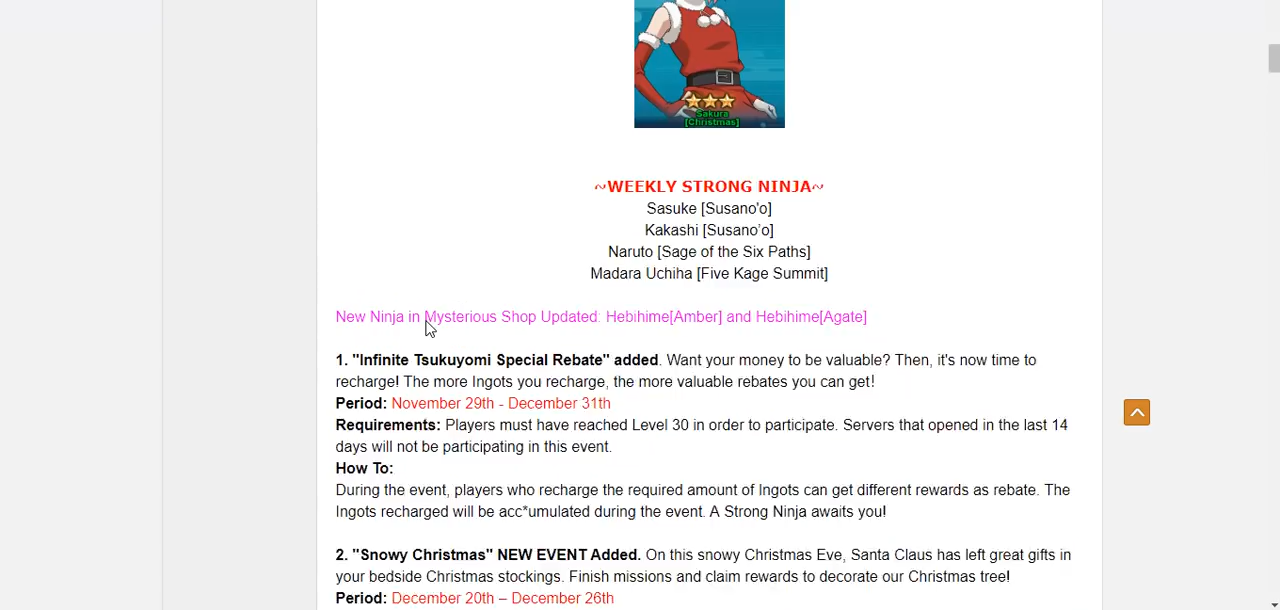 Sakura
[Christmas]
~WEEKLY STRONG NINJA~
Sasuke [Susano'o]
Kakashi [Susano’o]
Naruto [Sage of the Six Paths]
Madara Uchiha [Five Kage Summit]
New Ninja in Mysterious Shop Updated: Hebihime[Amber] and Hebihime[Agate]
1. "Infinite Tsukuyomi Special Rebate" added. Want your money to be valuable? Then, it's now time to
recharge! The more Ingots you recharge, the more valuable rebates you can get!
Period: November 29th - December 31th
Requirements: Players must have reached Level 30 in order to participate. Servers that opened in the last 14
days will not be participating in this event.
How To:
During the event, players who recharge the required amount of Ingots can get different rewards as rebate. The
Ingots recharged will be acc*umulated during the event. A Strong Ninja awaits you!
2. "Snowy Christmas" NEW EVENT Added. On this snowy Christmas Eve, Santa Claus has left great gifts in
your bedside Christmas stockings. Finish missions and claim rewards to decorate our Christmas tree!
Period: December 20th – December 26th